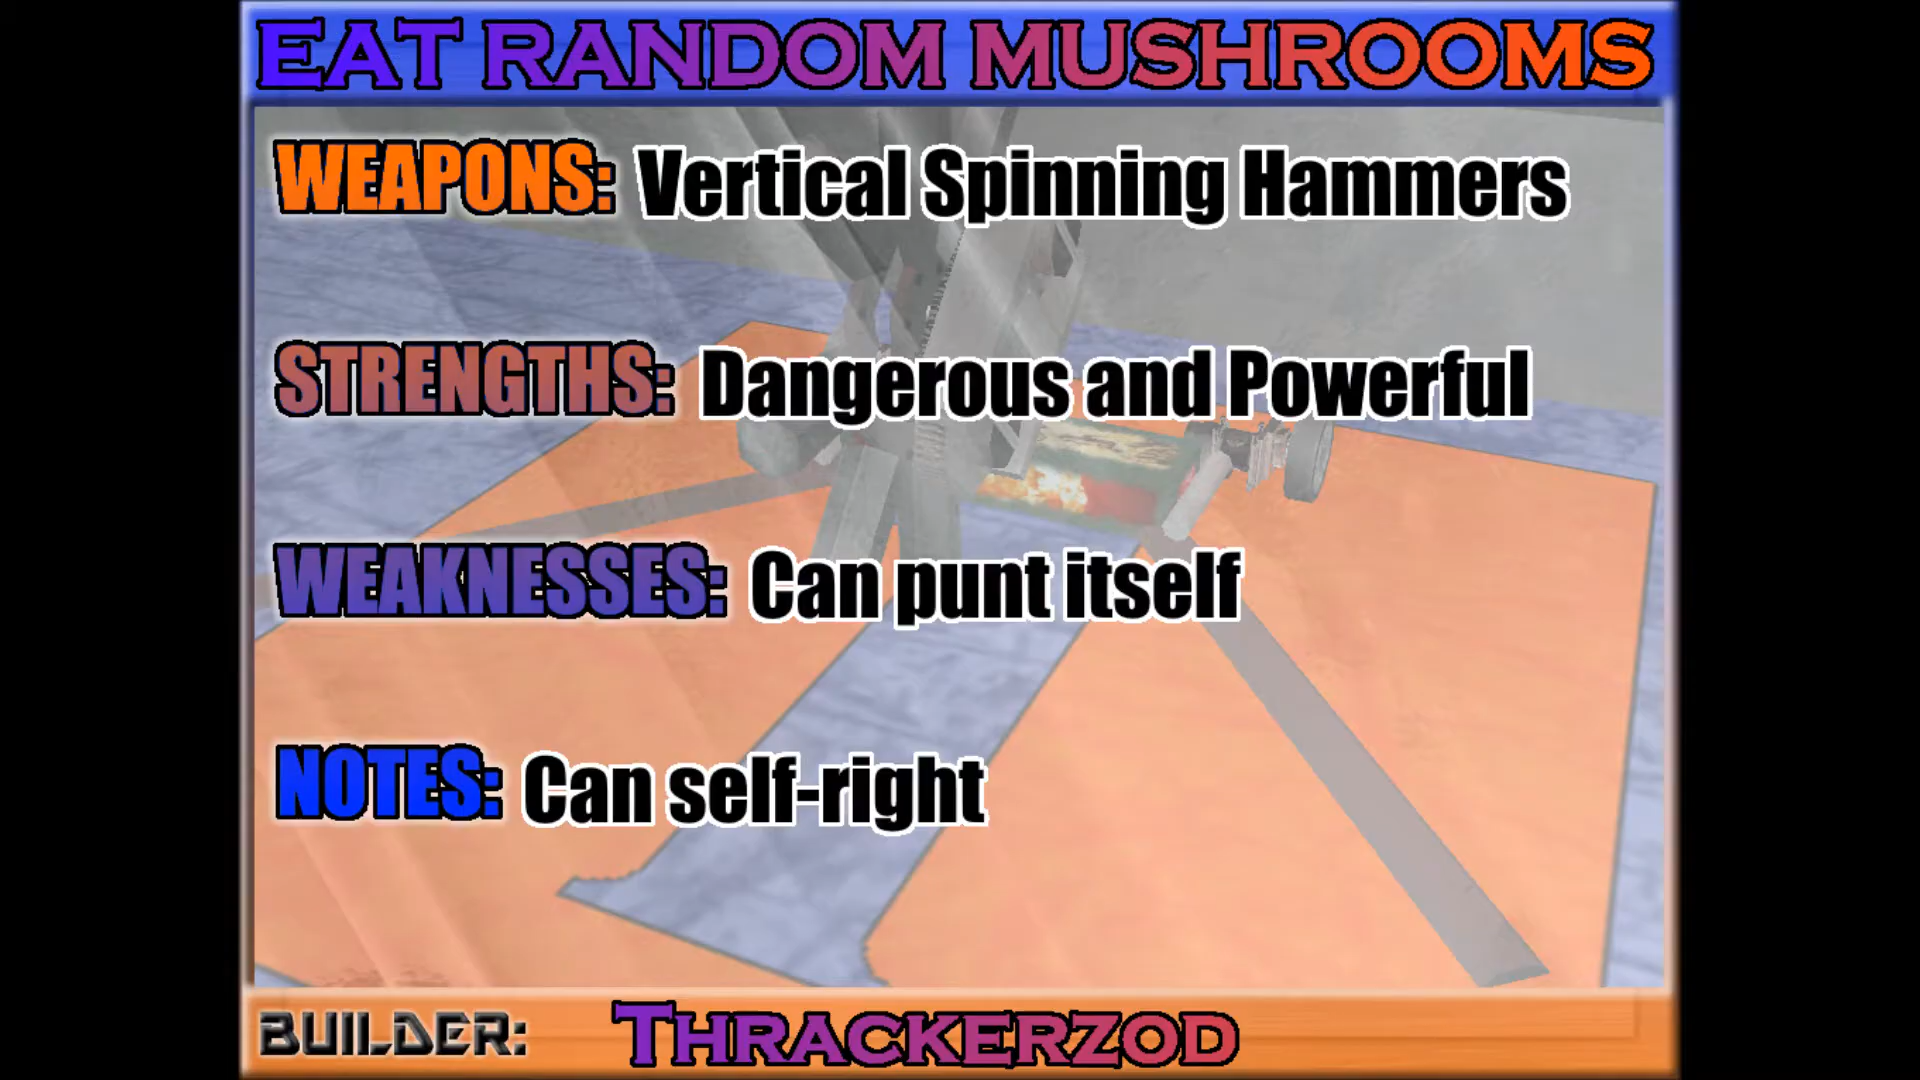 EAT RANDOM MUSHROOMS
WEAPONS: Vertical Spinning Hammers
STRENGTHS: Dangerous and Powerful
WEAKNESSES: Can punt itself
NOTES: Can self-right
BUILDER: THRACKERZOD